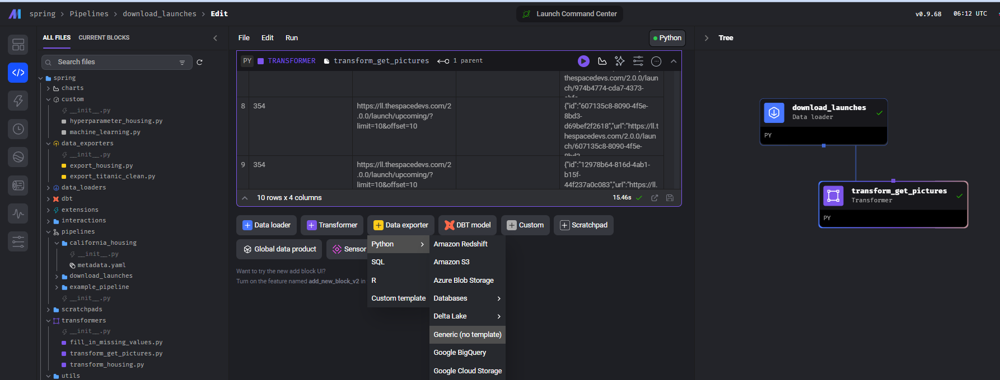 spring > Pipelines > download_launches > Edit
Launch Command Center
v0.9.68 06:12 UTC
ALL FILES CURRENT BLOCKS
Search files
spring
charts
custom
__init__.py
hyperparameter_housing.py
machine_learning.py
data_exporters
__init__.py
export_housing.py
export_titanic_clean.py
data_loaders
dbt
extensions
interactions
pipelines
california_housing
__init__.py
metadata.yaml
download_launches
example_pipeline
__init__.py
scratchpads
transformers
__init__.py
fill_in_missing_values.py
transform_get_pictures.py
transform_housing.py
utils
File Edit Run
Python
PY TRANSFORMER transform_get_pictures 1 parent
thespacedevs.com/2.0.0/laun
ch/974b4774-cda7-4373-
8 354
https://ll.thespacedevs.com/2
.0.0/launch/upcoming/?
limit=10&offset=10
{"id":"607135c8-8090-4f5e-
8bd3-
d69bef2f2618","url":"https://ll.t
hespacedevs.com/2.0.0/laun
ch/607135c8-8090-4f5e-
8bd3-
9 354
https://ll.thespacedevs.com/2
.0.0/launch/upcoming/?
limit=10&offset=10
{"id":"12978b64-816d-4ab1-
b15f-
44f237a0c083","url":"https://ll.
10 rows x 4 columns
15.46s
Data loader
Transformer
Data exporter
DBT model
Custom
Scratchpad
Global data product
Sensor
Want to try the new add block UI?
Turn on the feature named add_new_block_v2 in
Python
SQL
R
Custom template
Amazon Redshift
Amazon S3
Azure Blob Storage
Databases
Delta Lake
Generic (no template)
Google BigQuery
Google Cloud Storage
Tree
download_launches
Data loader
PY
transform_get_pictures
Transformer
PY